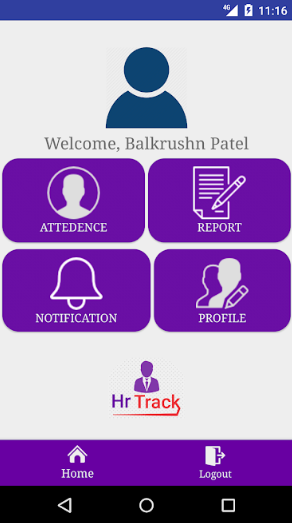 4G 11:16
Welcome, Balkrushn Patel
ATTEDENCE
REPORT
NOTIFICATION
PROFILE
Hr Track
Home
Logout